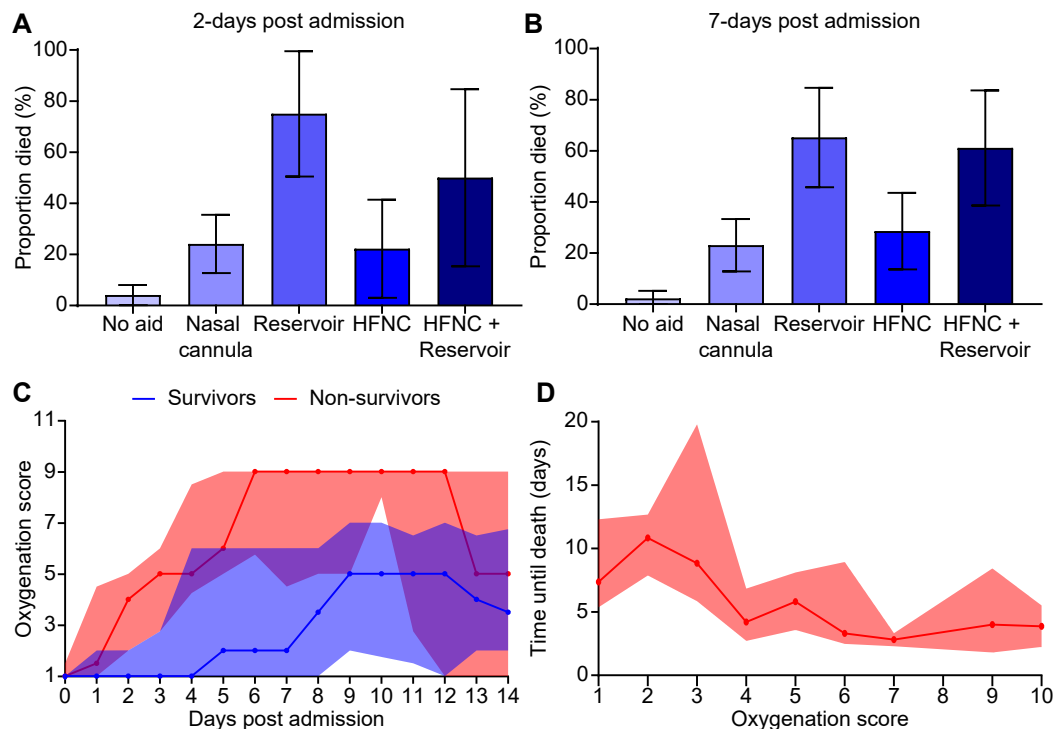 A
2-days post admission
Proportion died (%)
100
80
60
40
20
0
No aid
Nasal
cannula
Reservoir
HFNC
HFNC +
Reservoir
B
7-days post admission
Proportion died (%)
100
80
60
40
20
0
No aid
Nasal
cannula
Reservoir
HFNC
HFNC +
Reservoir
C
Survivors
Non-survivors
Oxygenation score
11
9
7
5
3
1
0 1 2 3 4 5 6 7 8 9 10 11 12 13 14
Days post admission
D
Time until death (days)
20
15
10
5
0
1 2 3 4 5 6 7 8 9 10
Oxygenation score